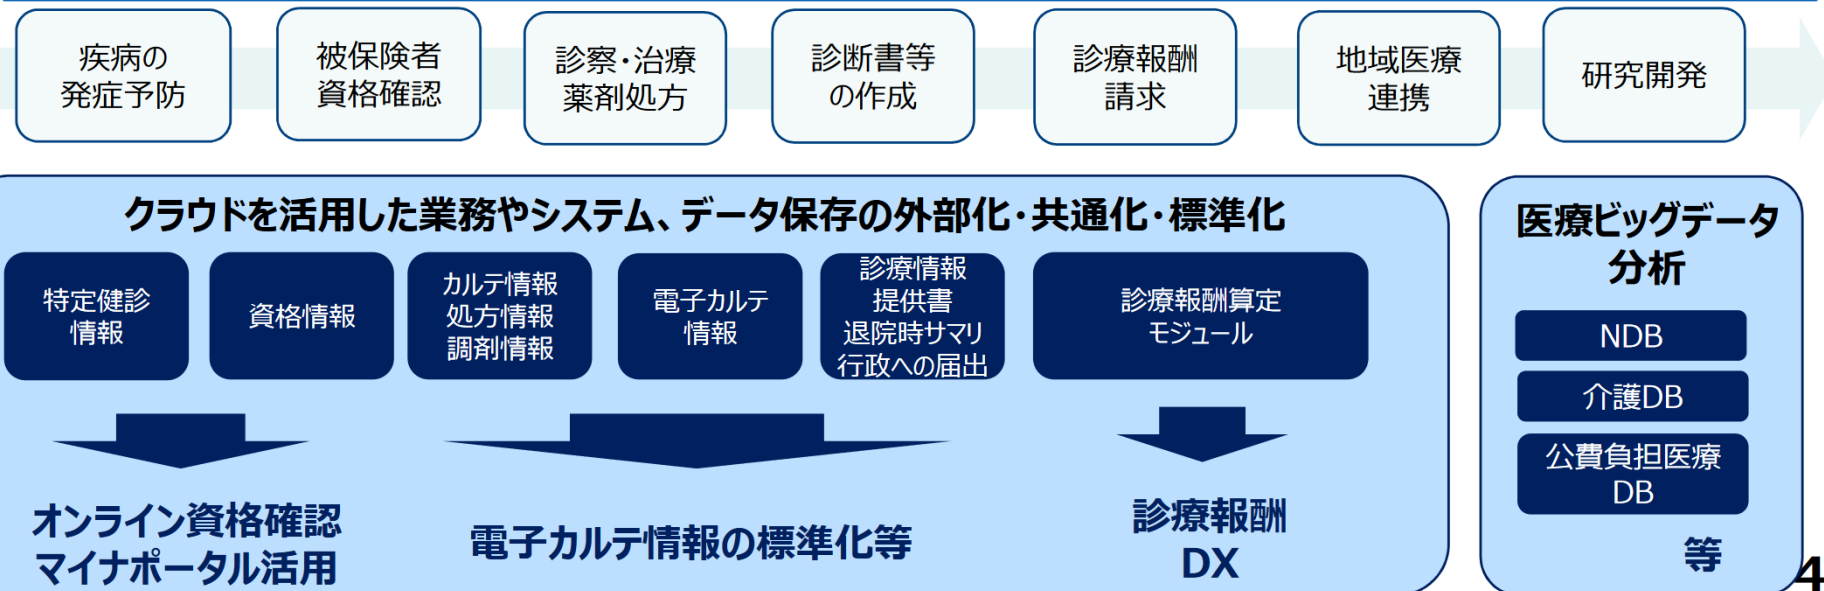 疾病の
発症予防
被保険者
資格確認
診察・治療
薬剤処方
診断書等
の作成
診療報酬
請求
地域医療
連携
研究開発
クラウドを活用した業務やシステム、データ保存の外部化・共通化・標準化
特定健診
情報
資格情報
カルテ情報
処方情報
調剤情報
電子カルテ
情報
診療情報
提供書
退院時サマリ
行政への届出
診療報酬算定
モジュール
オンライン資格確認
マイナポータル活用
電子カルテ情報の標準化等
診療報酬
DX
医療ビッグデータ
分析
NDB
介護DB
公費負担医療
DB
等
4